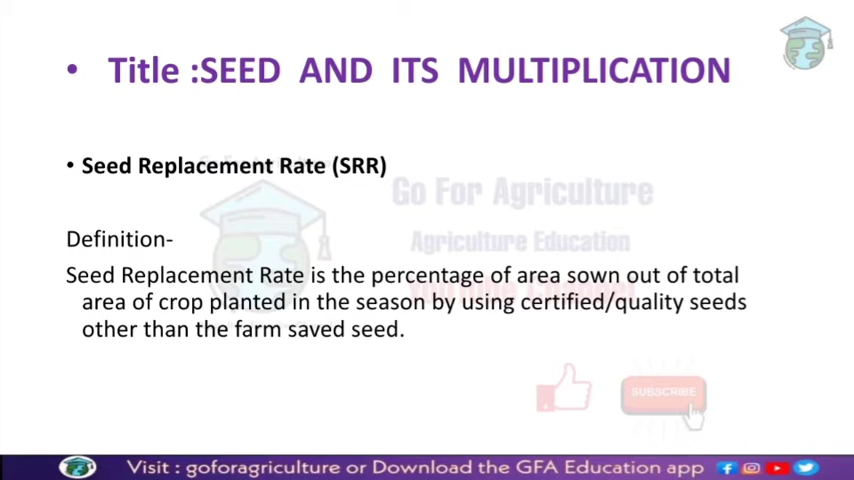 • Title :SEED AND ITS MULTIPLICATION
• Seed Replacement Rate (SRR)
Go For Agriculture
Definition-
Agriculture Education
Seed Replacement Rate is the percentage of area sown out of total
YouTube Channel
area of crop planted in the season by using certified/quality seeds
other than the farm saved seed.
SUBSCRIBE
Visit : goforagriculture or Download the GFA Education app